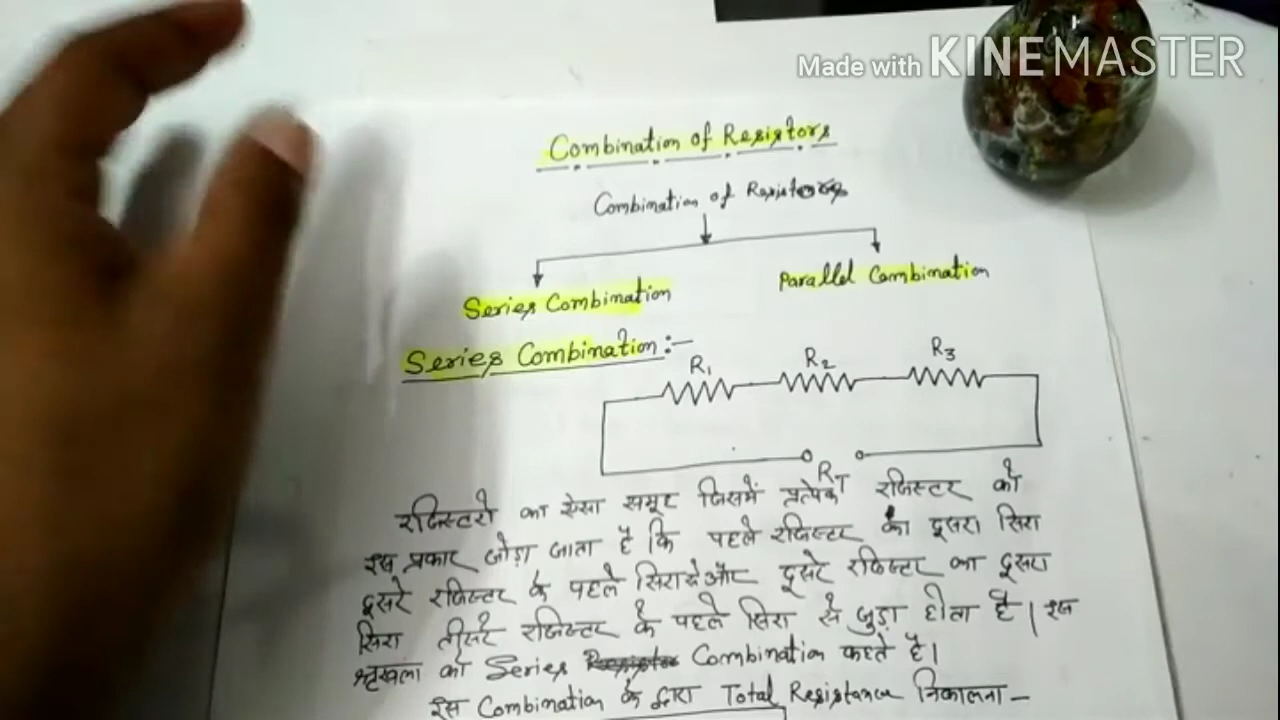 Made with KINEMASTER
Combination of Resistors
Combination of Resistors
Series Combination
Parallel Combination
Series Combination:-
R1 R2 R3
RT
रजिस्टरो का ऐसा समूह जिसमें प्रत्येक रजिस्टर को
इस प्रकार जोड़ा जाता है कि पहले रजिस्टर का दूसरा सिरा
दूसरे रजिस्टर के पहले सिरा से और दूसरे रजिस्टर का दूसरा
सिरा तीसरे रजिस्टर के पहले सिरा से जुड़ा होता है। इस
श्रृखला को Series Combination कहते है।
इस Combination के द्वारा Total Resistance निकालना-